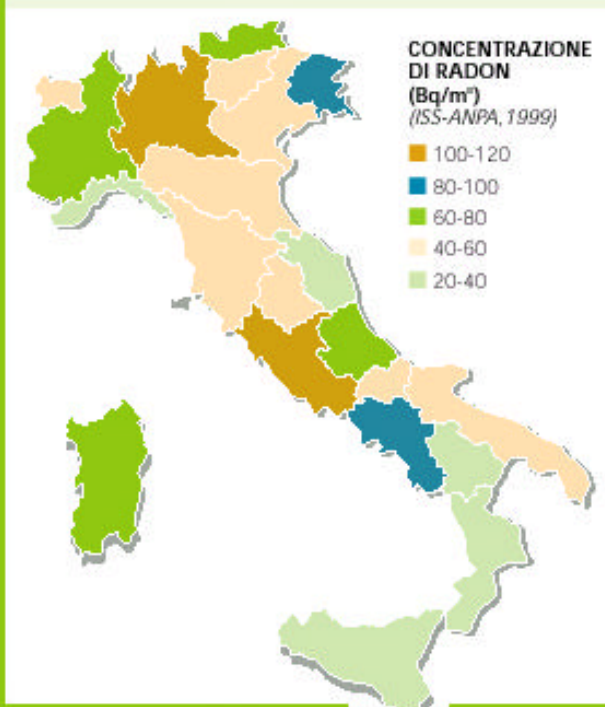 CONCENTRAZIONE
DI RADON
(Bq/m³)
(ISS-ANPA, 1999)
100-120
80-100
60-80
40-60
20-40